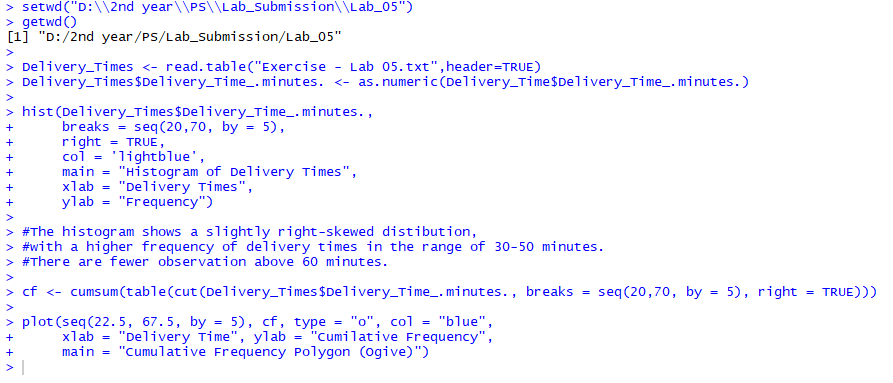 > setwd("D:\\2nd year\\PS\\Lab_Submission\\Lab_05")
> getwd()
[1] "D:/2nd year/PS/Lab_Submission/Lab_05"
>
> Delivery_Times <- read.table("Exercise - Lab 05.txt",header=TRUE)
> Delivery_Times$Delivery_Time_.minutes. <- as.numeric(Delivery_Time$Delivery_Time_.minutes.)
>
> hist(Delivery_Times$Delivery_Time_.minutes.,
+      breaks = seq(20,70, by = 5),
+      right = TRUE,
+      col = 'lightblue',
+      main = "Histogram of Delivery Times",
+      xlab = "Delivery Times",
+      ylab = "Frequency")
>
> #The histogram shows a slightly right-skewed distibution,
> #with a higher frequency of delivery times in the range of 30-50 minutes.
> #There are fewer observation above 60 minutes.
>
> cf <- cumsum(table(cut(Delivery_Times$Delivery_Time_.minutes., breaks = seq(20,70, by = 5), right = TRUE)))
>
> plot(seq(22.5, 67.5, by = 5), cf, type = "o", col = "blue",
+      xlab = "Delivery Time", ylab = "Cumilative Frequency",
+      main = "Cumulative Frequency Polygon (Ogive)")
>